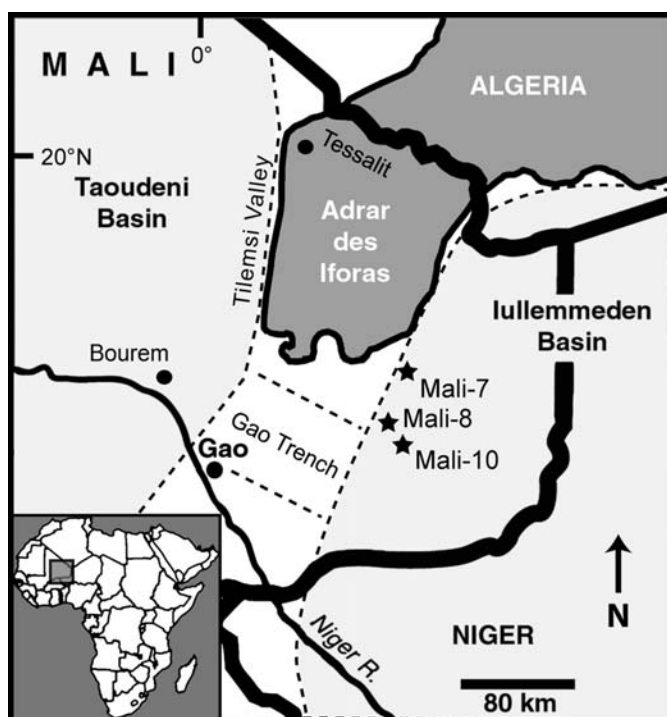 MALI
0°
ALGERIA
20°N
Tessalit
Taoudeni
Basin
Tilemsi Valley
Adrar
des
Iforas
Iullemmeden
Basin
Bourem
Mali-7
Mali-8
Gao Trench
Gao
Mali-10
N
Niger R.
NIGER
80 km